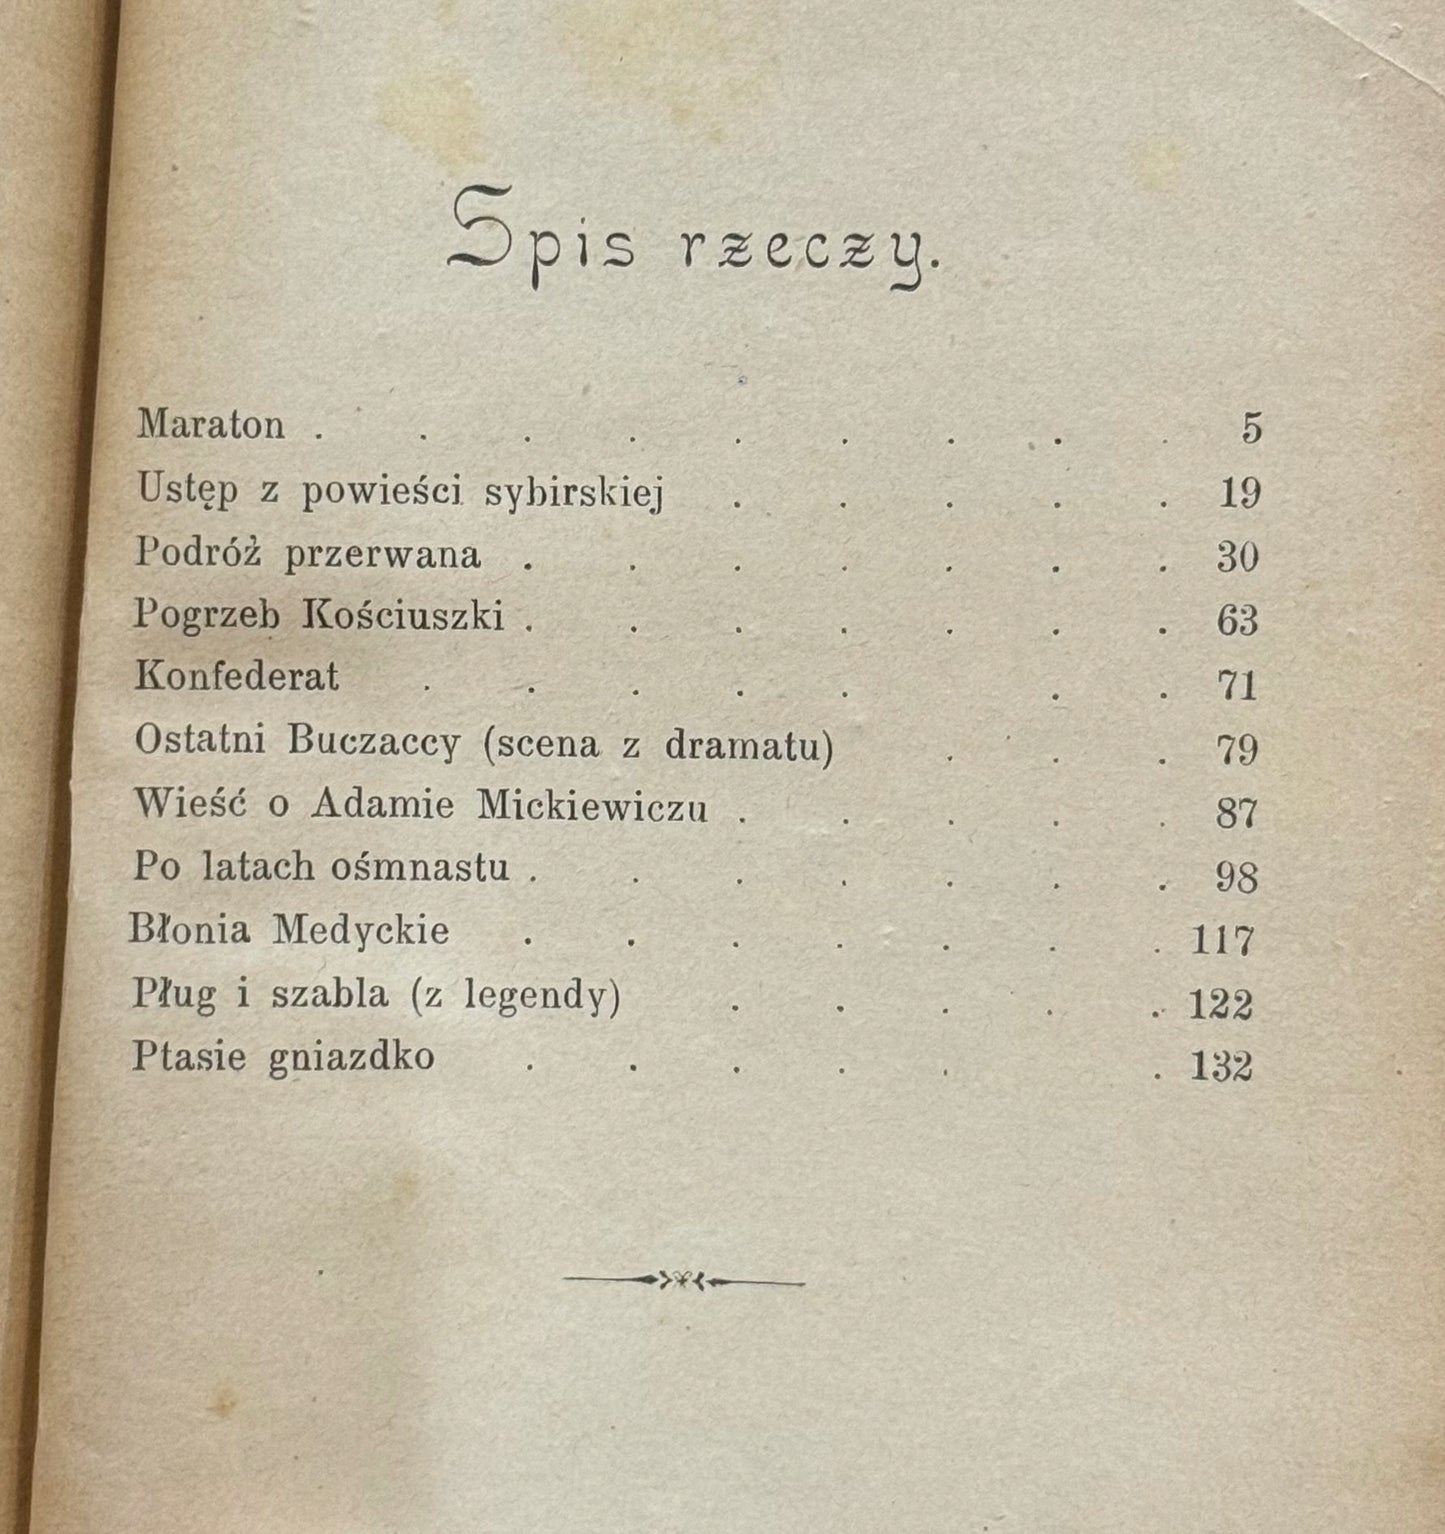 Spis rzeczy.
Maraton . . . . . . . . . 5
Ustęp z powieści sybirskiej . . . . . 19
Podróż przerwana . . . . . . . 30
Pogrzeb Kościuszki . . . . . . . 63
Konfederat . . . . . . . 71
Ostatni Buczaccy (scena z dramatu) . . . 79
Wieść o Adamie Mickiewiczu . . . . . 87
Po latach ośmnastu . . . . . . . 98
Błonia Medyckie . . . . . . . 117
Pług i szabla (z legendy) . . . . . 122
Ptasie gniazdko . . . . . . 132